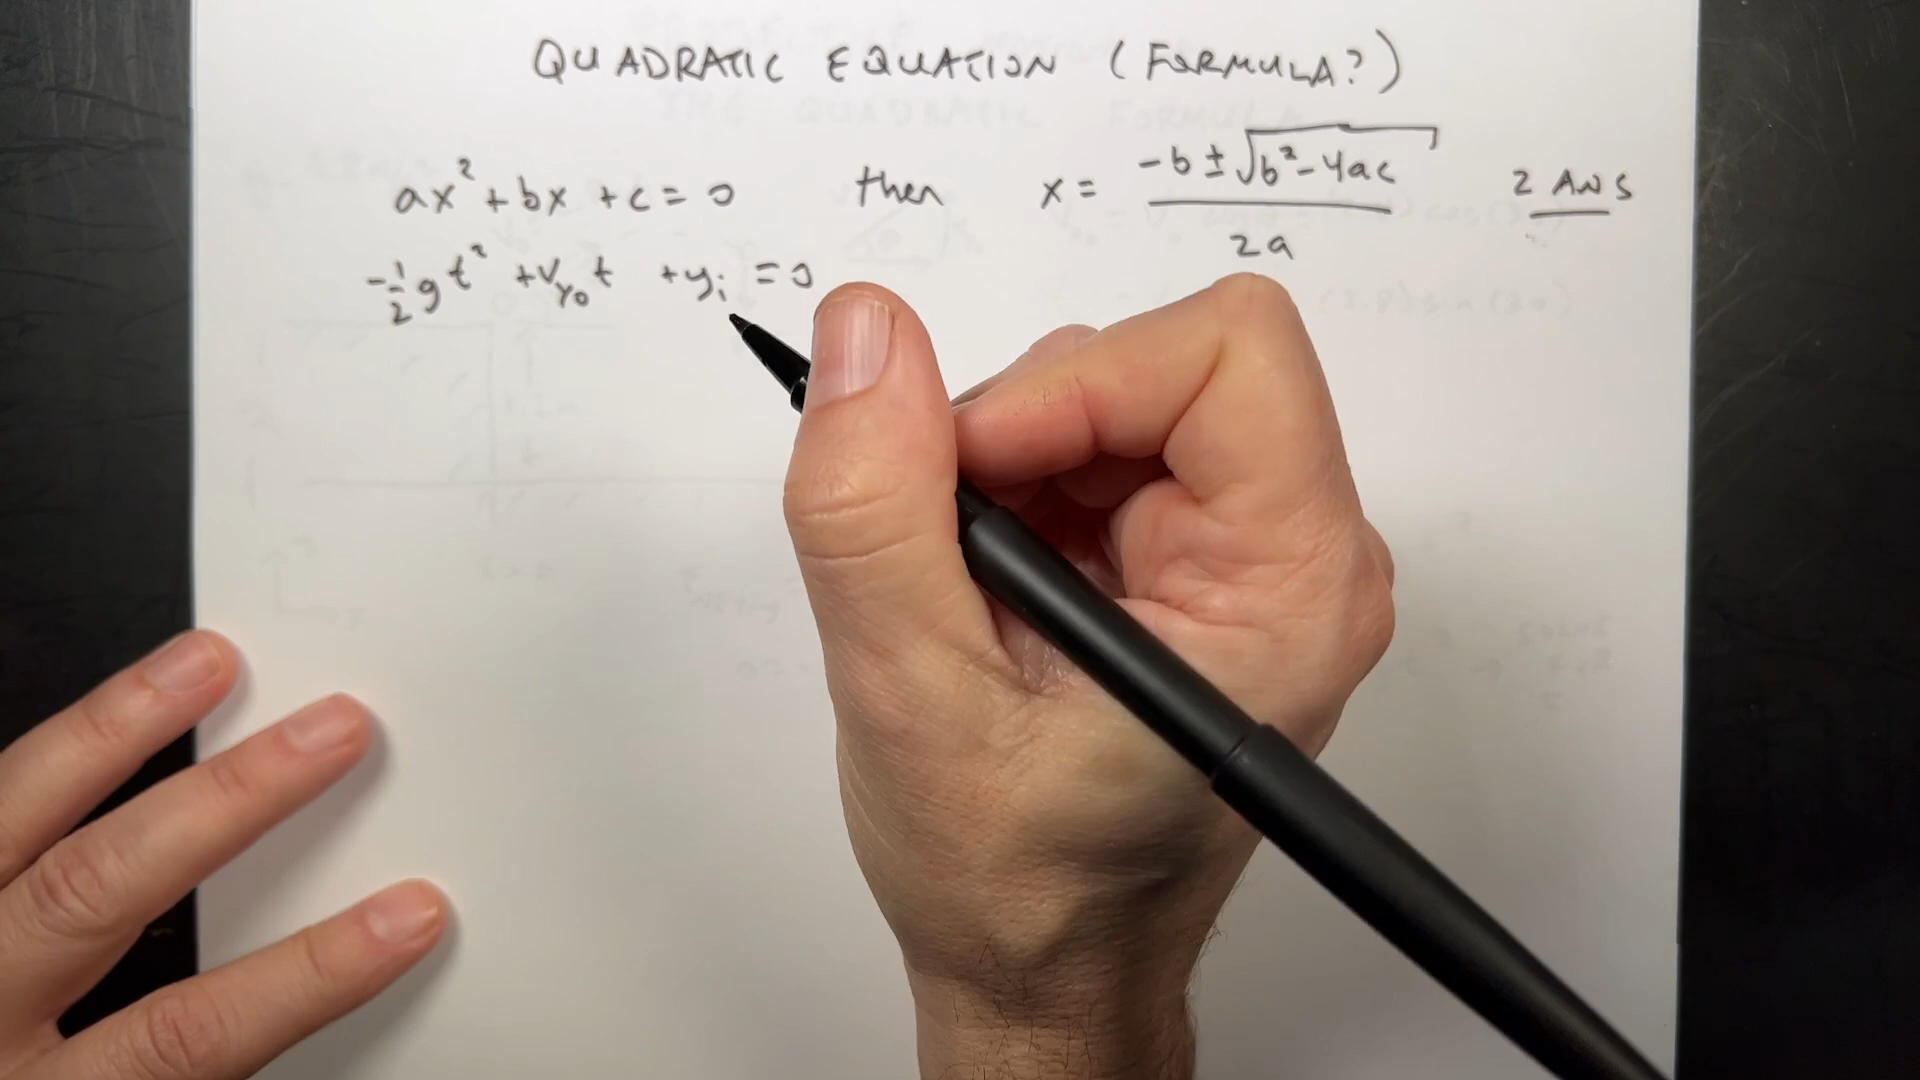 QUADRATIC EQUATION (FORMULA?)
ax² + bx + c = 0 then x = (-b ± √(b² - 4ac)) / 2a 2 ANS
-½gt² + v_y0 t + y_i = 0